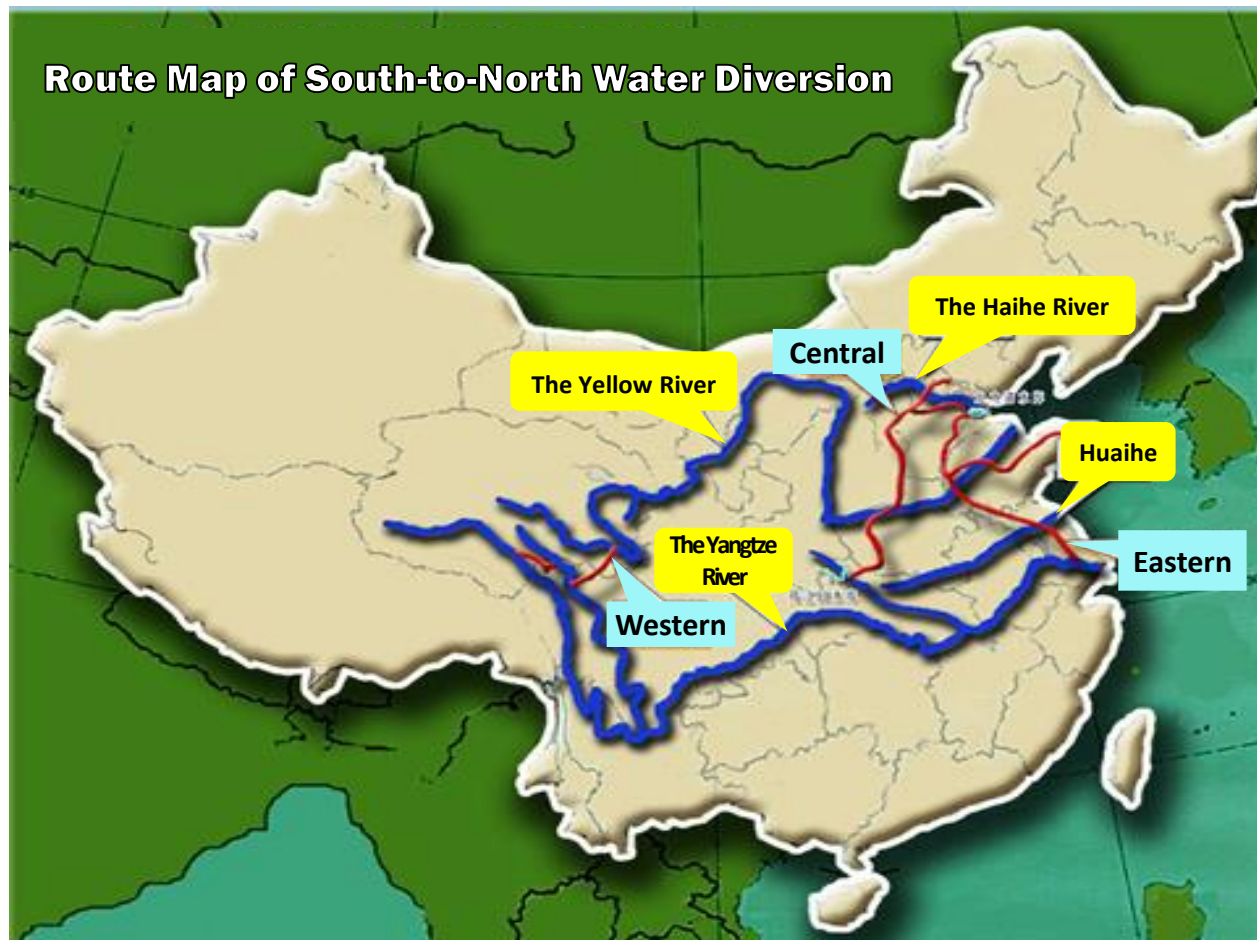 Route Map of South-to-North Water Diversion
The Haihe River
Central
The Yellow River
Huaihe
The Yangtze
River
Eastern
Western